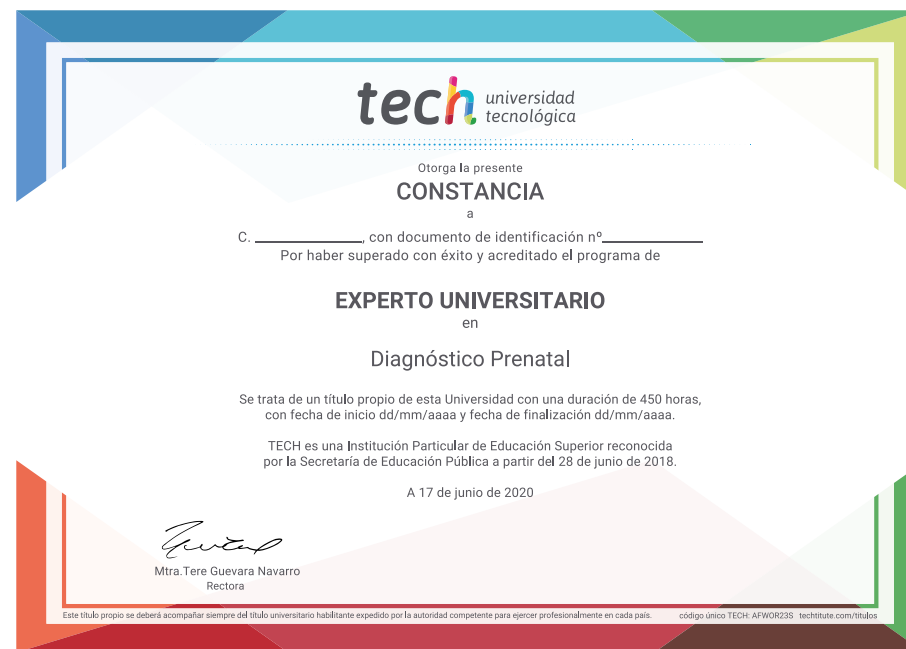 tech universidad
tecnológica
Otorga la presente
CONSTANCIA
a
C. ______________, con documento de identificación nº______________
Por haber superado con éxito y acreditado el programa de
EXPERTO UNIVERSITARIO
en
Diagnóstico Prenatal
Se trata de un título propio de esta Universidad con una duración de 450 horas,
con fecha de inicio dd/mm/aaaa y fecha de finalización dd/mm/aaaa.
TECH es una Institución Particular de Educación Superior reconocida
por la Secretaría de Educación Pública a partir del 28 de junio de 2018.
A 17 de junio de 2020
Mtra.Tere Guevara Navarro
Rectora
Este título propio se deberá acompañar siempre del título universitario habilitante expedido por la autoridad competente para ejercer profesionalmente en cada país. código único TECH: AFWOR23S techtitute.com/titulos